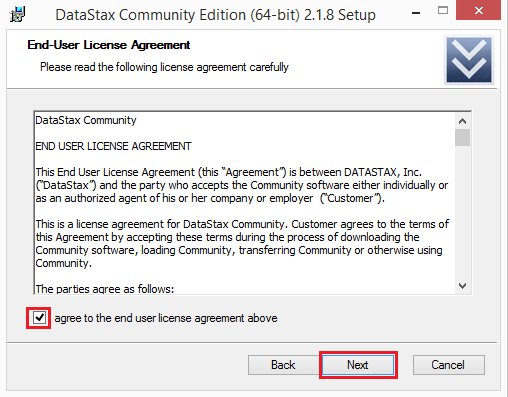 DataStax Community Edition (64-bit) 2.1.8 Setup
End-User License Agreement
Please read the following license agreement carefully
DataStax Community
END USER LICENSE AGREEMENT
This End User License Agreement (this “Agreement”) is between DATASTAX, Inc.
(“DataStax”) and the party who accepts the Community software either individually or
as an authorized agent of his or her company or employer (“Customer”).
This is a license agreement for DataStax Community. Customer agrees to the terms of
this Agreement by accepting these terms during the process of downloading the
Community software, loading Community, transferring Community or otherwise using
Community.
The parties agree as follows:
agree to the end user license agreement above
Back
Next
Cancel